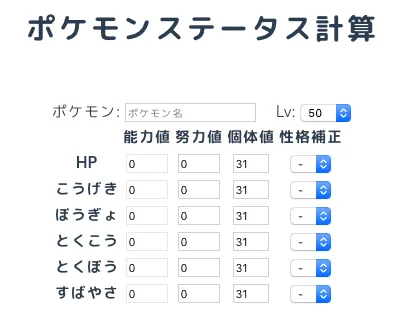 ポケモンステータス計算
ポケモン: ポケモン名 Lv: 50
能力値 努力値 個体値 性格補正
HP 0 0 31 -
こうげき 0 0 31 -
ぼうぎょ 0 0 31 -
とくこう 0 0 31 -
とくぼう 0 0 31 -
すばやさ 0 0 31 -